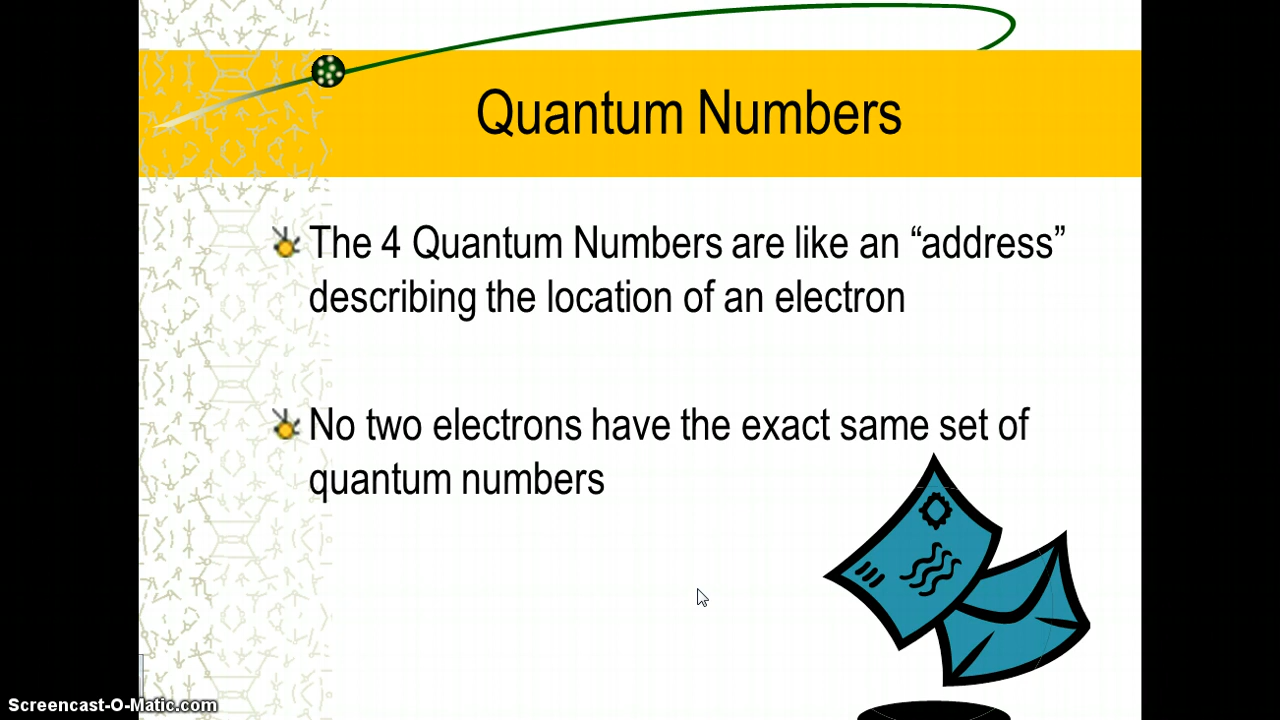 Quantum Numbers
The 4 Quantum Numbers are like an “address”
describing the location of an electron
No two electrons have the exact same set of
quantum numbers
Screencast-O-Matic.com